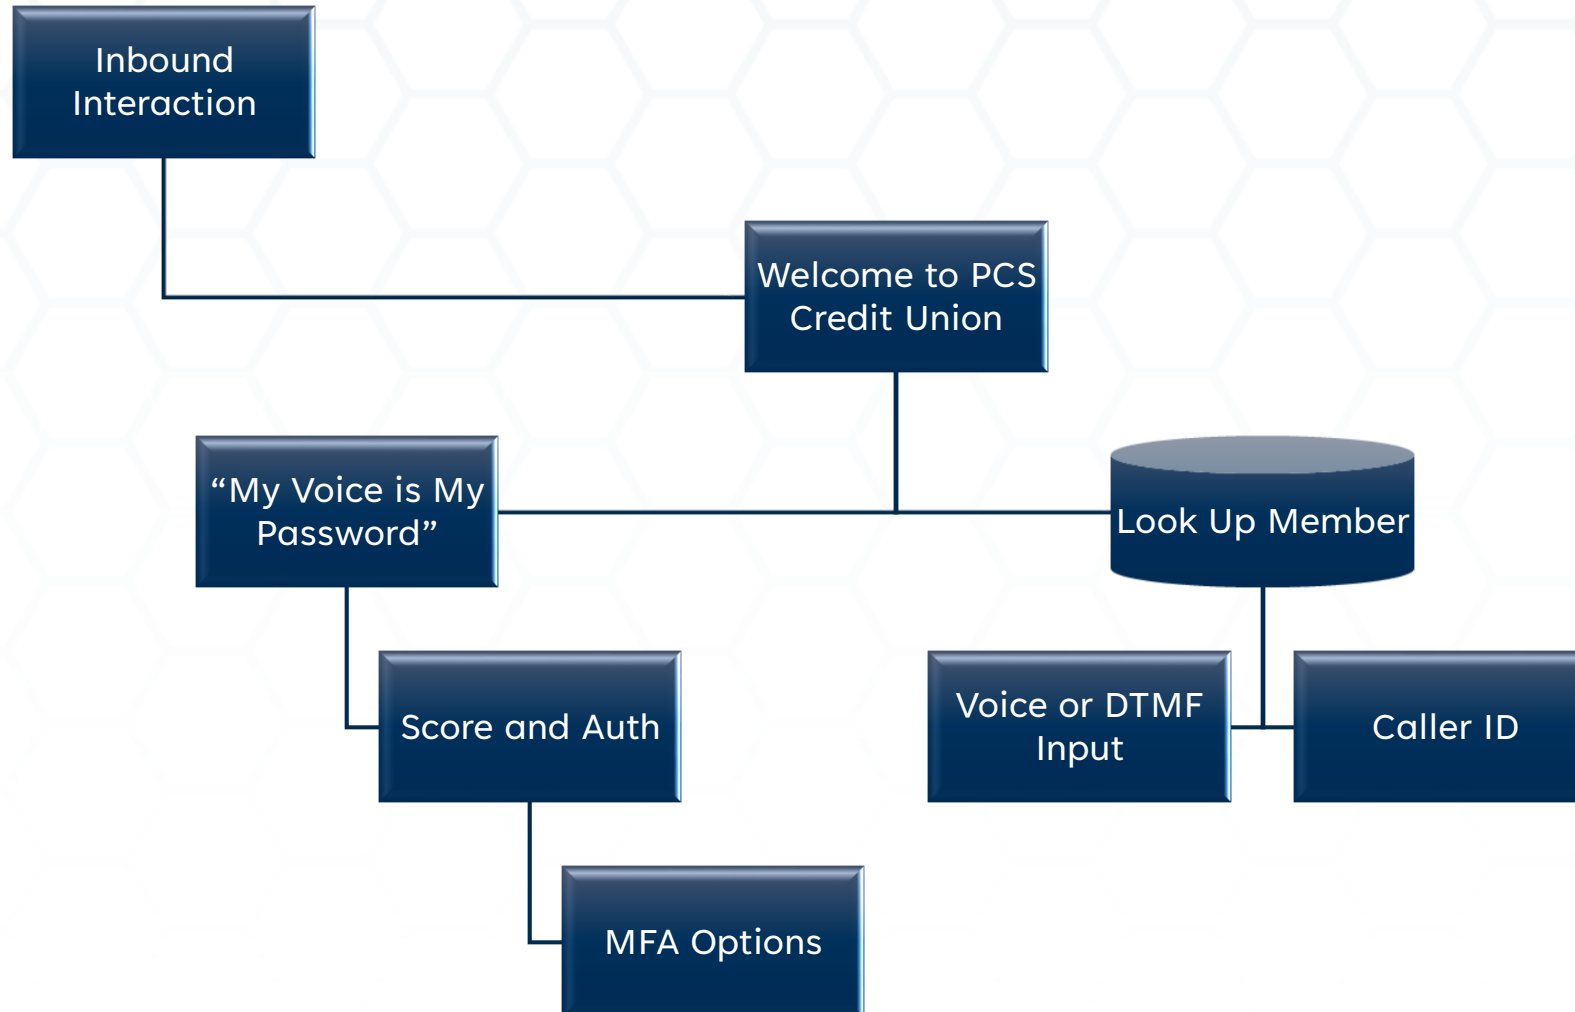 Inbound
Interaction
Welcome to PCS
Credit Union
“My Voice is My
Password”
Look Up Member
Score and Auth
Voice or DTMF
Input
Caller ID
MFA Options